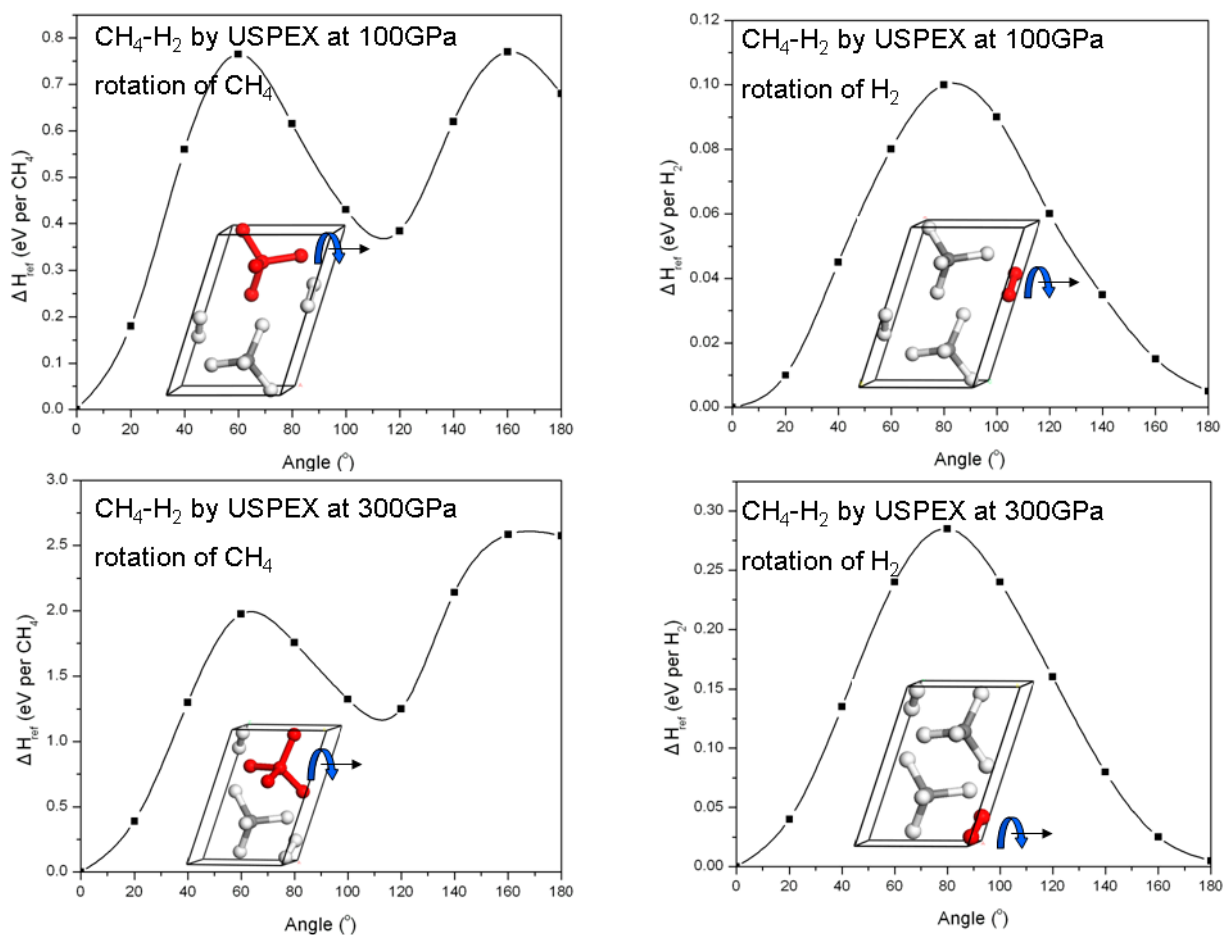 CH₄-H₂ by USPEX at 100GPa
rotation of CH₄
0.8
0.7
0.6
0.5
0.4
0.3
0.2
0.1
0.0
Δ H_ref (eV per CH₄)
0 20 40 60 80 100 120 140 160 180
Angle (°)
CH₄-H₂ by USPEX at 100GPa
rotation of H₂
0.12
0.10
0.08
0.06
0.04
0.02
0.00
Δ H_ref (eV per H₂)
0 20 40 60 80 100 120 140 160 180
Angle (°)
CH₄-H₂ by USPEX at 300GPa
rotation of CH₄
3.0
2.5
2.0
1.5
1.0
0.5
0.0
Δ H_ref (eV per CH₄)
0 20 40 60 80 100 120 140 160 180
Angle (°)
CH₄-H₂ by USPEX at 300GPa
rotation of H₂
0.30
0.25
0.20
0.15
0.10
0.05
0.00
Δ H_ref (eV per H₂)
0 20 40 60 80 100 120 140 160 180
Angle (°)